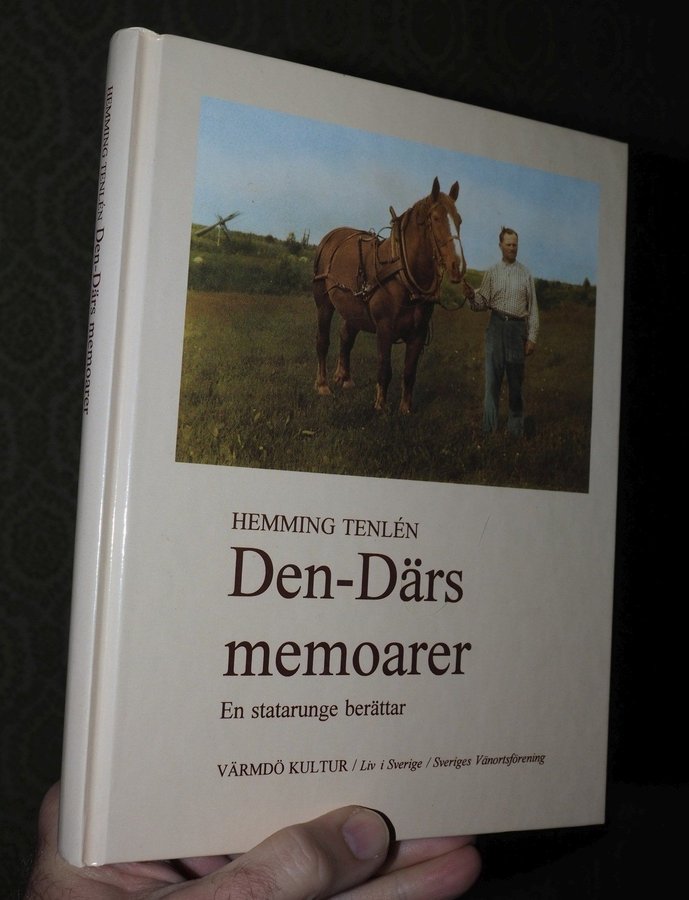 HEMMING TENLÉN Den-Därs memoarer
HEMMING TENLÉN
Den-Därs
memoarer
En statarunge berättar
VÄRMDÖ KULTUR / Liv i Sverige / Sveriges Vänortsförening